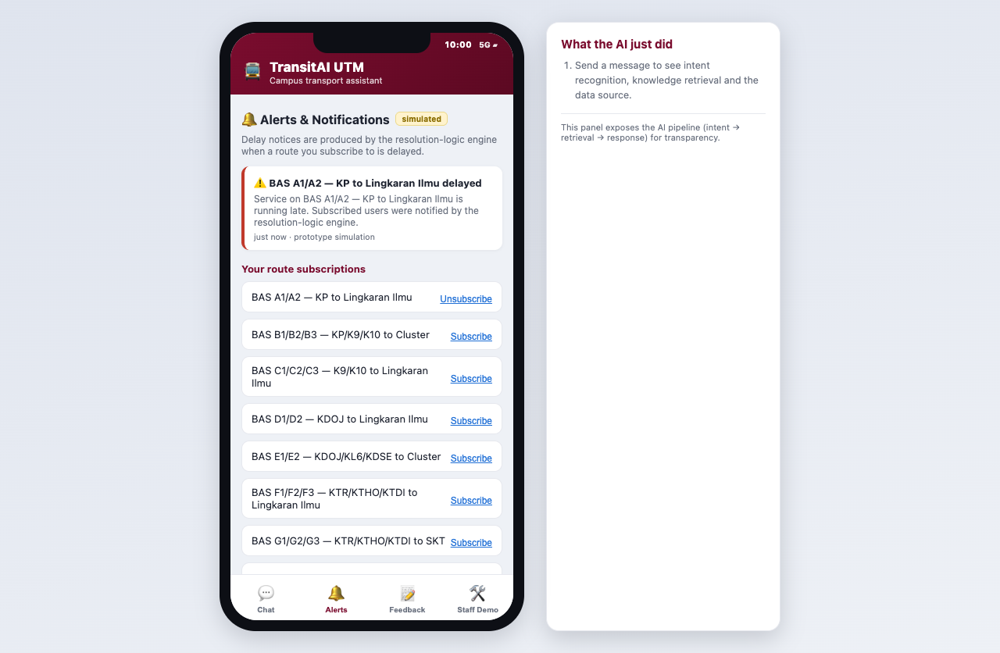 10:00 5G
TransitAI UTM
Campus transport assistant
Alerts & Notifications simulated
Delay notices are produced by the resolution-logic engine
when a route you subscribe to is delayed.
BAS A1/A2 — KP to Lingkaran Ilmu delayed
Service on BAS A1/A2 — KP to Lingkaran Ilmu is
running late. Subscribed users were notified by the
resolution-logic engine.
just now · prototype simulation
Your route subscriptions
BAS A1/A2 — KP to Lingkaran Ilmu Unsubscribe
BAS B1/B2/B3 — KP/K9/K10 to Cluster Subscribe
BAS C1/C2/C3 — K9/K10 to Lingkaran
Ilmu Subscribe
BAS D1/D2 — KDOJ to Lingkaran Ilmu Subscribe
BAS E1/E2 — KDOJ/KL6/KDSE to Cluster Subscribe
BAS F1/F2/F3 — KTR/KTHO/KTDI to
Lingkaran Ilmu Subscribe
BAS G1/G2/G3 — KTR/KTHO/KTDI to SKT Subscribe
Chat Alerts Feedback Staff Demo
What the AI just did
1. Send a message to see intent
recognition, knowledge retrieval and the
data source.
This panel exposes the AI pipeline (intent →
retrieval → response) for transparency.